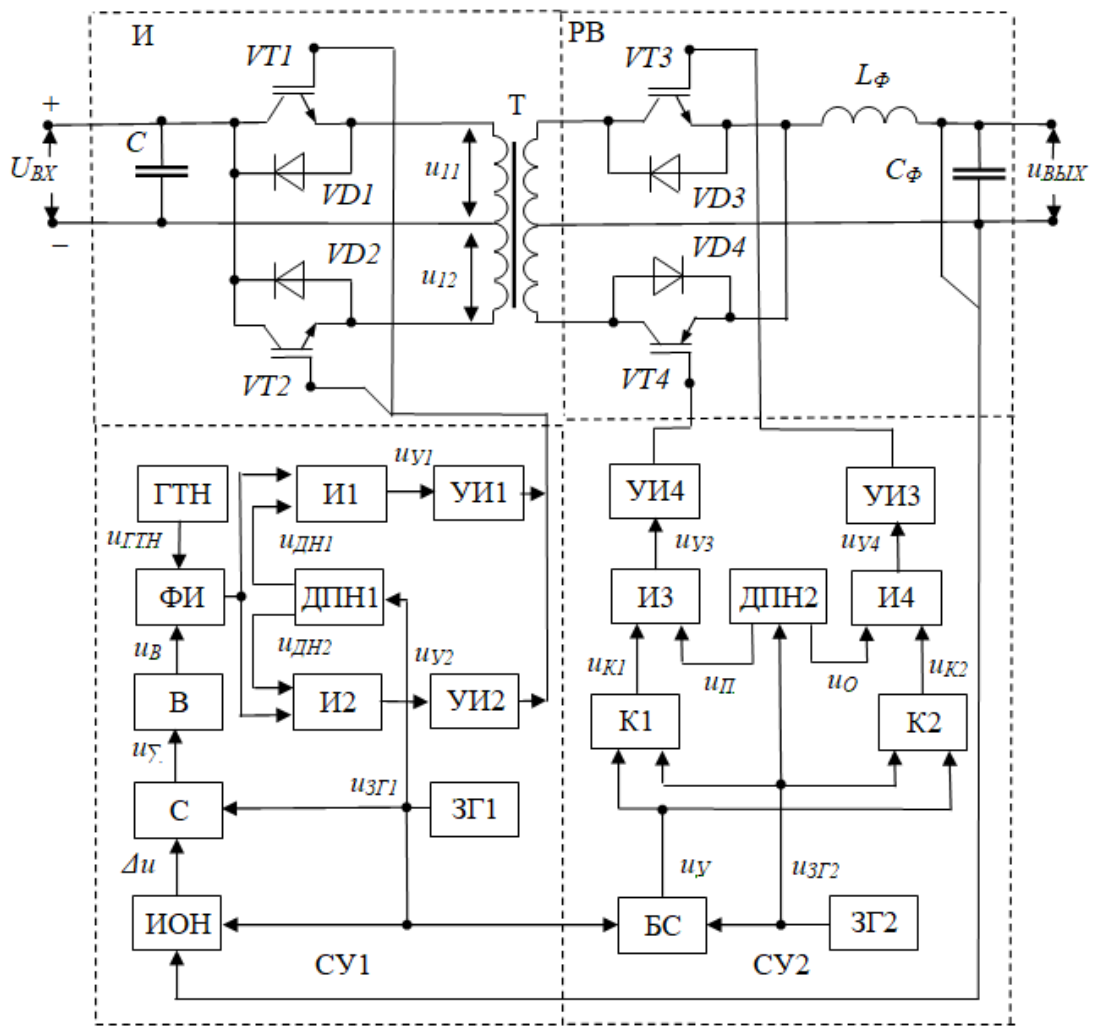 И
РВ
VT1
VT3
LФ
+
C
T
UВХ
u11
VD1
VD3
CФ
uВЫХ
–
VD2
VD4
u12
VT2
VT4
ГТН
И1
uУ1
УИ1
УИ4
УИ3
uГТН
uДН1
uУ3
uУ4
ФИ
ДПН1
И3
ДПН2
И4
uВ
uДН2
uУ2
uК1
uП
uО
uК2
В
И2
УИ2
К1
К2
uΣ.
uЗГ1
С
ЗГ1
Δu
uУ
uЗГ2
ИОН
БС
ЗГ2
СУ1
СУ2